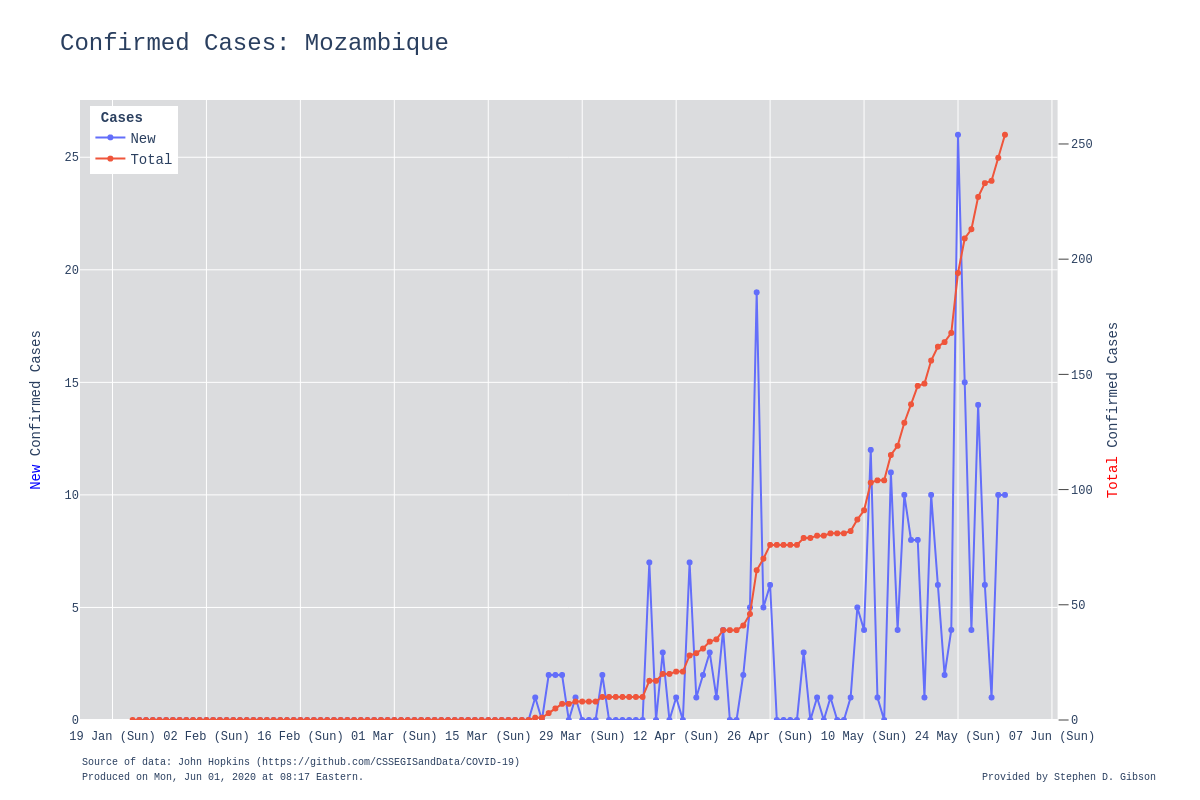 Confirmed Cases: Mozambique
Cases
New
Total
25
20
15
10
5
0
250
200
150
100
50
0
New Confirmed Cases
Total Confirmed Cases
19 Jan (Sun) 02 Feb (Sun) 16 Feb (Sun) 01 Mar (Sun) 15 Mar (Sun) 29 Mar (Sun) 12 Apr (Sun) 26 Apr (Sun) 10 May (Sun) 24 May (Sun) 07 Jun (Sun)
Source of data: John Hopkins (https://github.com/CSSEGISandData/COVID-19)
Produced on Mon, Jun 01, 2020 at 08:17 Eastern.
Provided by Stephen D. Gibson